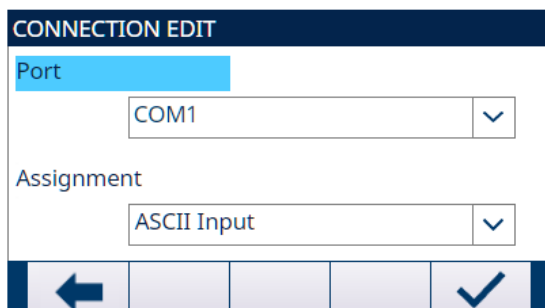 CONNECTION EDIT
Port
COM1
Assignment
ASCII Input